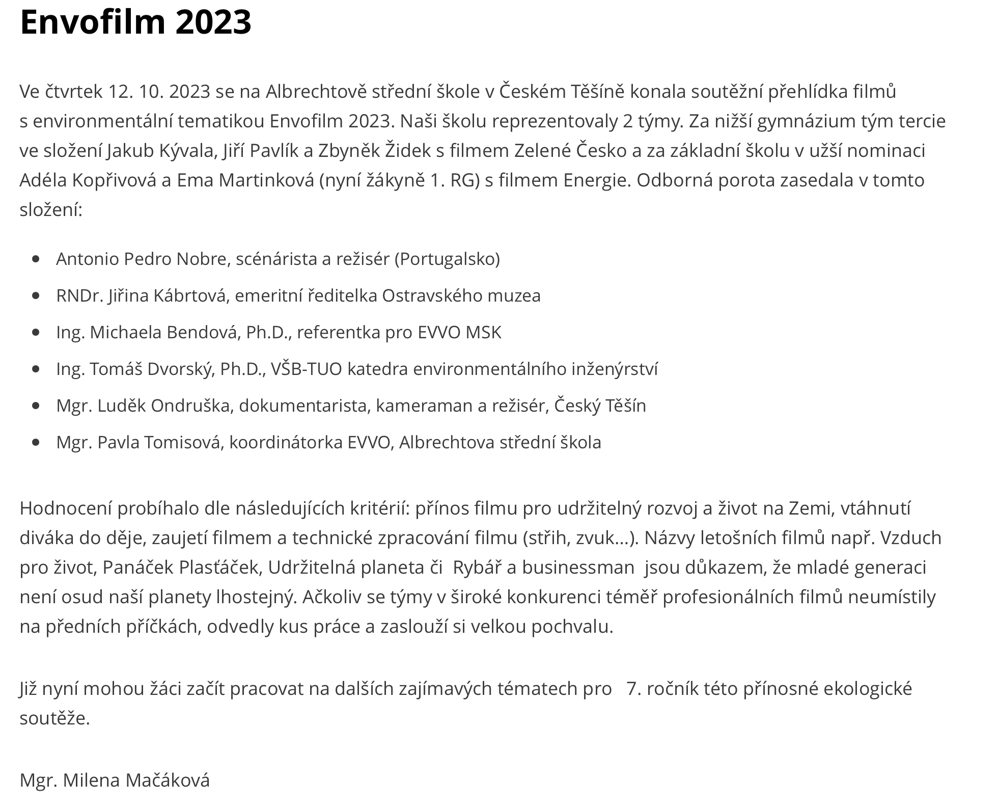 Envofilm 2023
Ve čtvrtek 12. 10. 2023 se na Albrechtově střední škole v Českém Těšíně konala soutěžní přehlídka filmů
s environmentální tematikou Envofilm 2023. Naši školu reprezentovaly 2 týmy. Za nižší gymnázium tým tercie
ve složení Jakub Kývala, Jiří Pavlík a Zbyněk Židek s filmem Zelené Česko a za základní školu v užší nominaci
Adéla Kopřivová a Ema Martinková (nyní žákyně 1. RG) s filmem Energie. Odborná porota zasedala v tomto
složení:
• Antonio Pedro Nobre, scénárista a režisér (Portugalsko)
• RNDr. Jiřina Kábrtová, emeritní ředitelka Ostravského muzea
• Ing. Michaela Bendová, Ph.D., referentka pro EVVO MSK
• Ing. Tomáš Dvorský, Ph.D., VŠB-TUO katedra environmentálního inženýrství
• Mgr. Luděk Ondruška, dokumentarista, kameraman a režisér, Český Těšín
• Mgr. Pavla Tomisová, koordinátorka EVVO, Albrechtova střední škola
Hodnocení probíhalo dle následujících kritérií: přínos filmu pro udržitelný rozvoj a život na Zemi, vtáhnutí
diváka do děje, zaujetí filmem a technické zpracování filmu (střih, zvuk...). Názvy letošních filmů např. Vzduch
pro život, Panáček Plasťáček, Udržitelná planeta či  Rybář a businessman  jsou důkazem, že mladé generaci
není osud naší planety lhostejný. Ačkoliv se týmy v široké konkurenci téměř profesionálních filmů neumístily
na předních příčkách, odvedly kus práce a zaslouží si velkou pochvalu.
Již nyní mohou žáci začít pracovat na dalších zajímavých tématech pro   7. ročník této přínosné ekologické
soutěže.
Mgr. Milena Mačáková